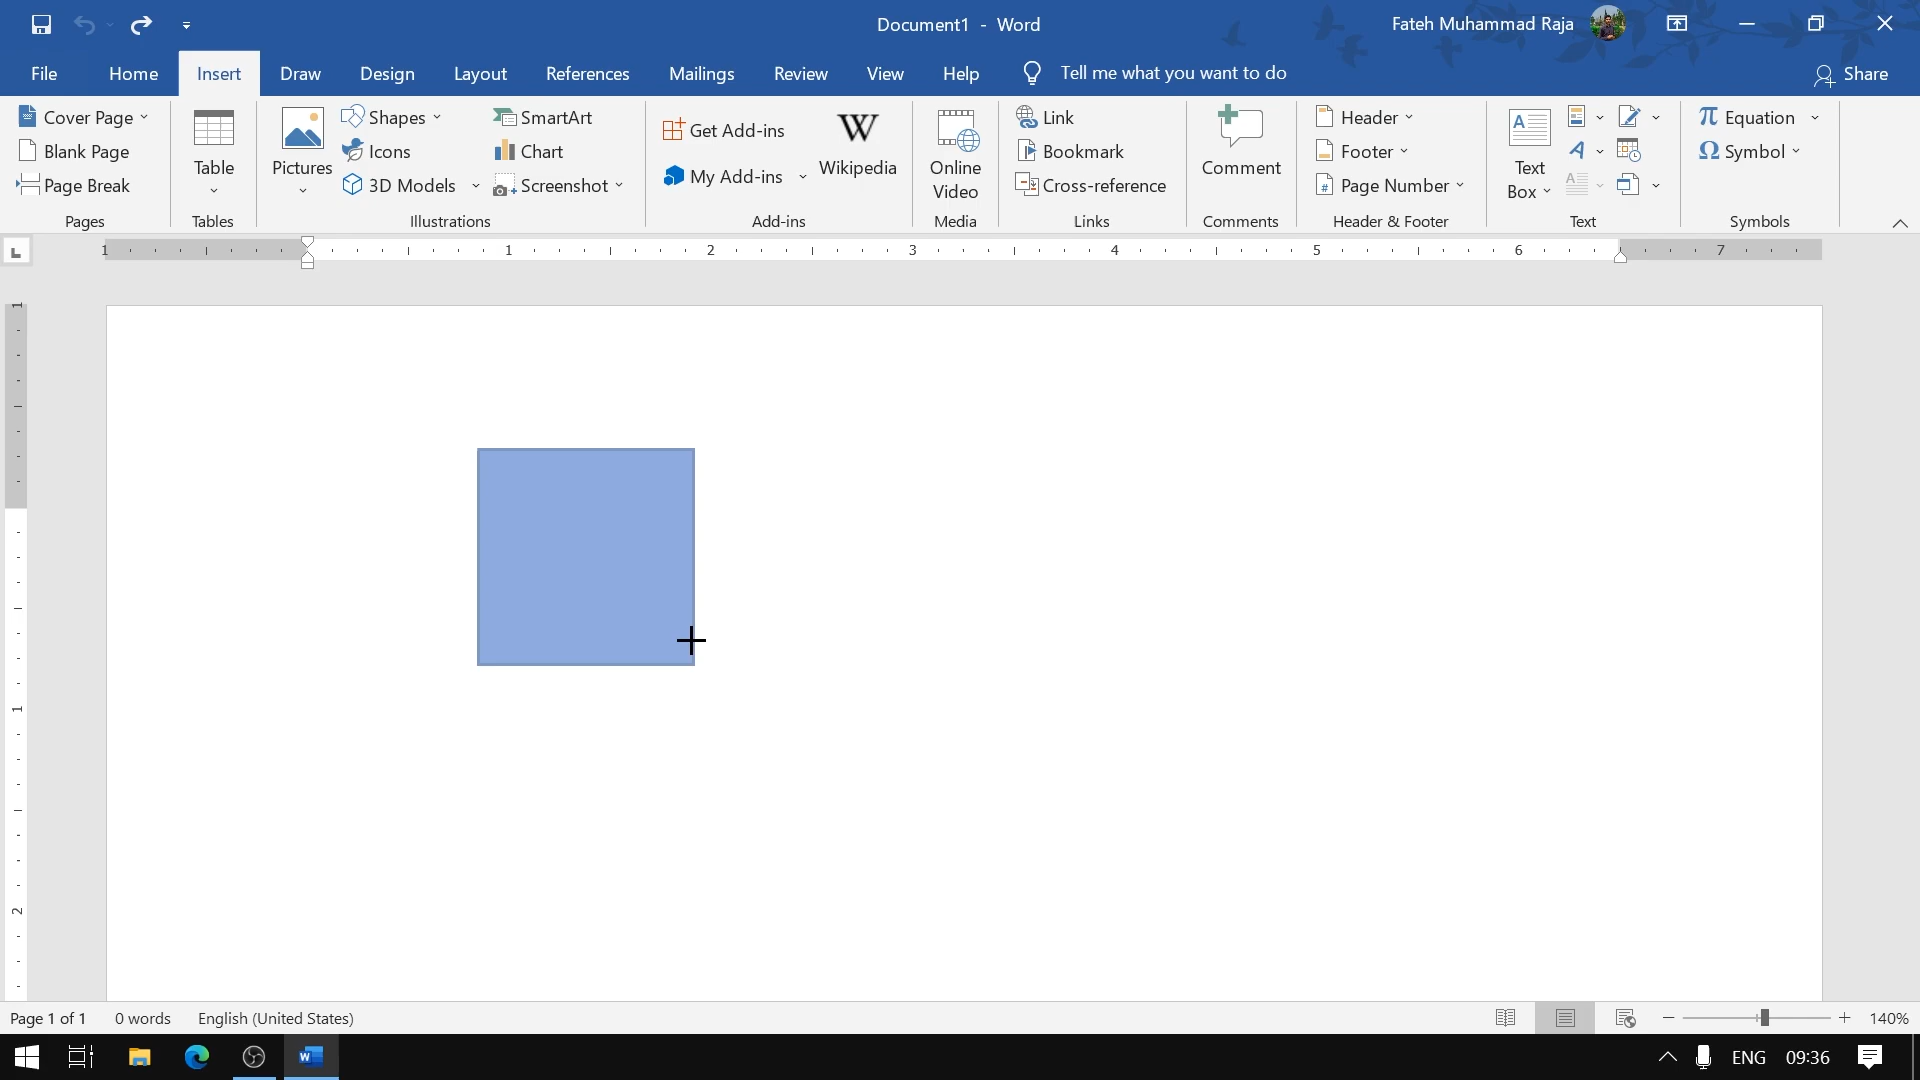 Document1 - Word
Fateh Muhammad Raja
File Home Insert Draw Design Layout References Mailings Review View Help Tell me what you want to do Share
Cover Page
Blank Page
Page Break
Pages
Table
Tables
Pictures
Shapes
Icons
3D Models
SmartArt
Chart
Screenshot
Illustrations
Get Add-ins
My Add-ins
W
Wikipedia
Add-ins
Online
Video
Media
Link
Bookmark
Cross-reference
Links
Comment
Comments
Header
Footer
# Page Number
Header & Footer
A
Text
Box
A
A
Text
π Equation
Ω Symbol
Symbols
L
1 1 2 3 4 5 6 7
1
1
2
Page 1 of 1 0 words English (United States) 140%
W
ENG 09:36